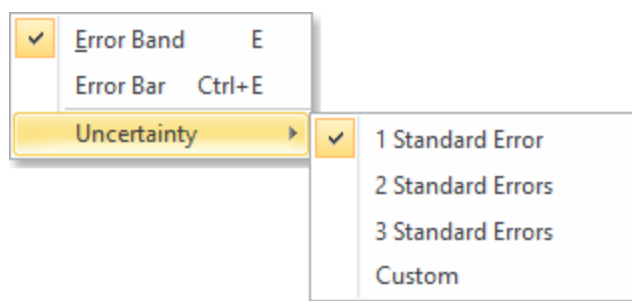 Error Band E
Error Bar Ctrl+E
Uncertainty
1 Standard Error
2 Standard Errors
3 Standard Errors
Custom